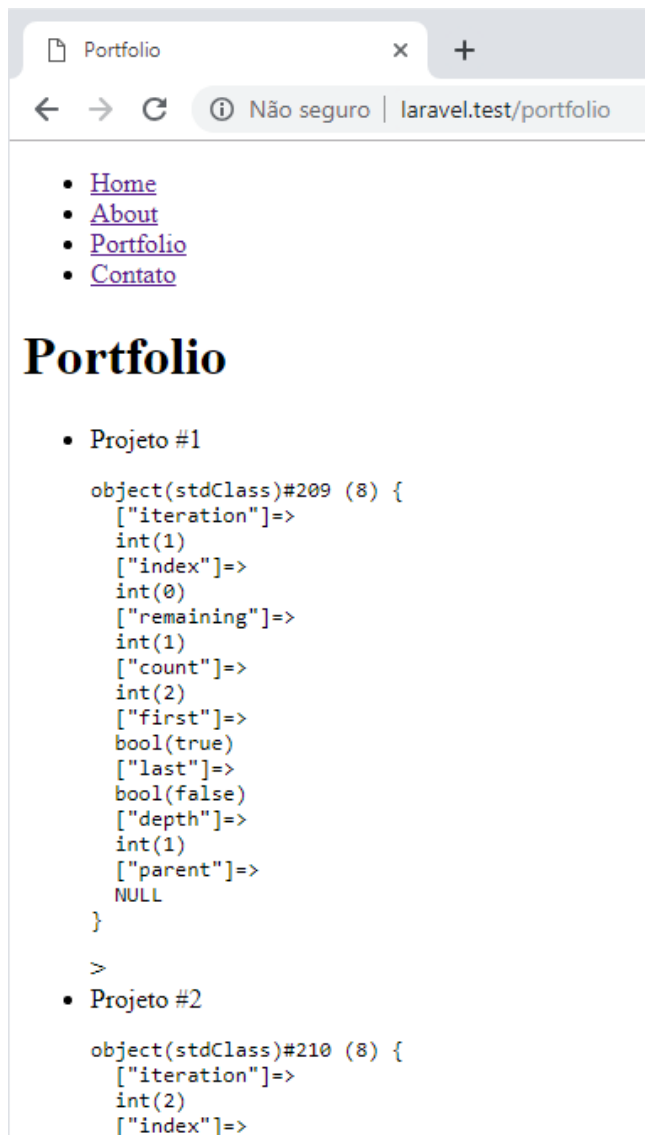 Portfolio
Não seguro | laravel.test/portfolio
Home
About
Portfolio
Contato
Portfolio
Projeto #1
object(stdClass)#209 (8) {
["iteration"]=>
int(1)
["index"]=>
int(0)
["remaining"]=>
int(1)
["count"]=>
int(2)
["first"]=>
bool(true)
["last"]=>
bool(false)
["depth"]=>
int(1)
["parent"]=>
NULL
}
>
Projeto #2
object(stdClass)#210 (8) {
["iteration"]=>
int(2)
["index"]=>